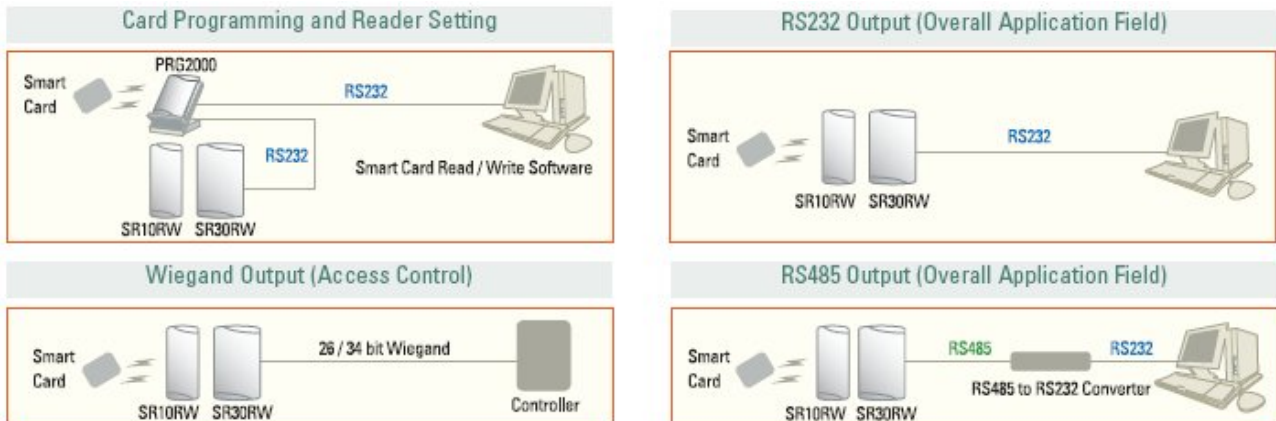 Card Programming and Reader Setting
PRG2000
Smart
Card
RS232
RS232
Smart Card Read / Write Software
SR10RW SR30RW
RS232 Output (Overall Application Field)
Smart
Card
RS232
SR10RW SR30RW
Wiegand Output (Access Control)
Smart
Card
26 / 34 bit Wiegand
Controller
SR10RW SR30RW
RS485 Output (Overall Application Field)
Smart
Card
RS485
RS232
RS485 to RS232 Converter
SR10RW SR30RW